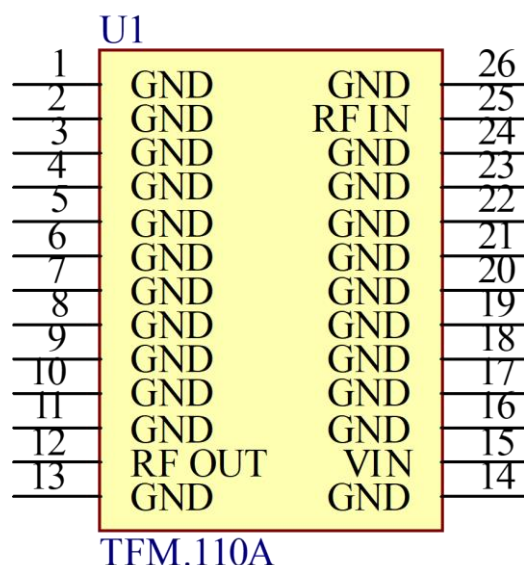 U1
1 GND GND 26
2 GND RF IN 25
3 GND GND 24
4 GND GND 23
5 GND GND 22
6 GND GND 21
7 GND GND 20
8 GND GND 19
9 GND GND 18
10 GND GND 17
11 GND GND 16
12 RF OUT VIN 15
13 GND GND 14
TFM.110A